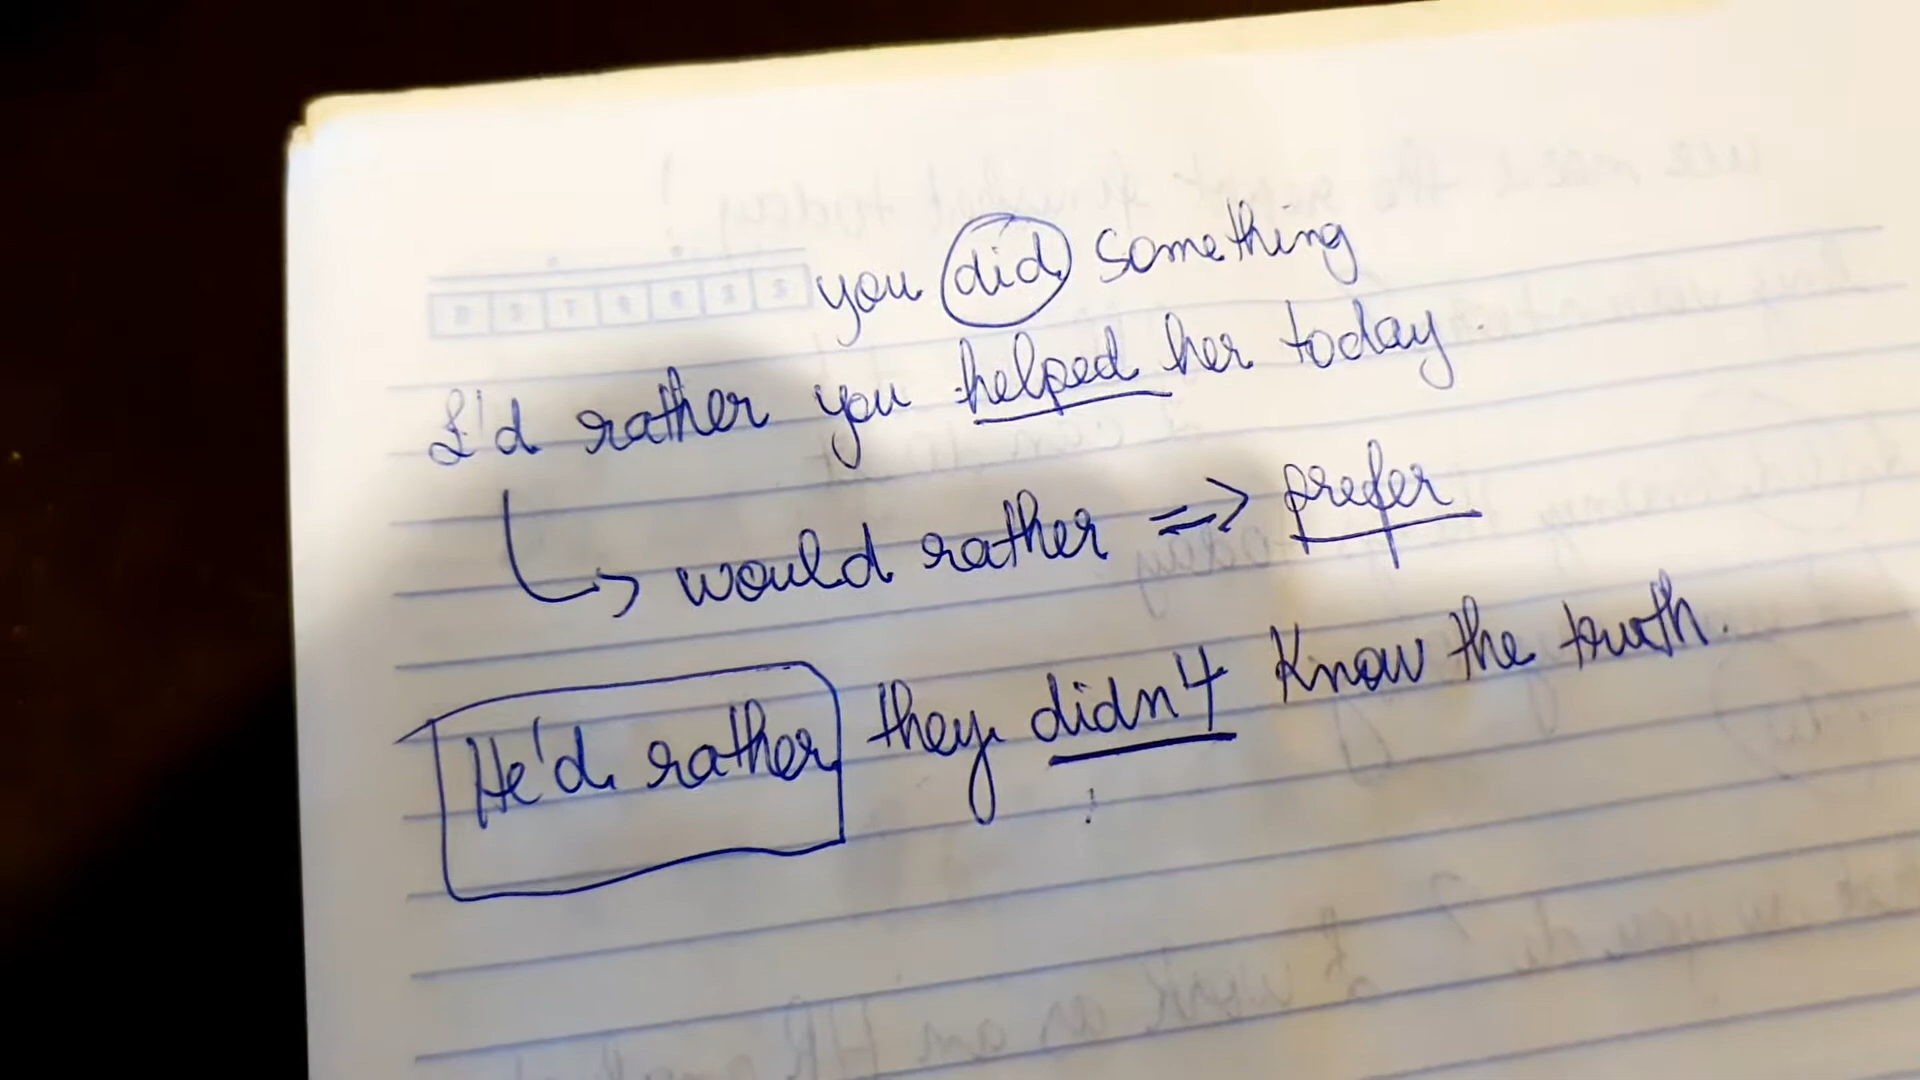 you did something
I'd rather you helped her today.
↳ would rather => prefer
He'd rather they didn't know the truth.